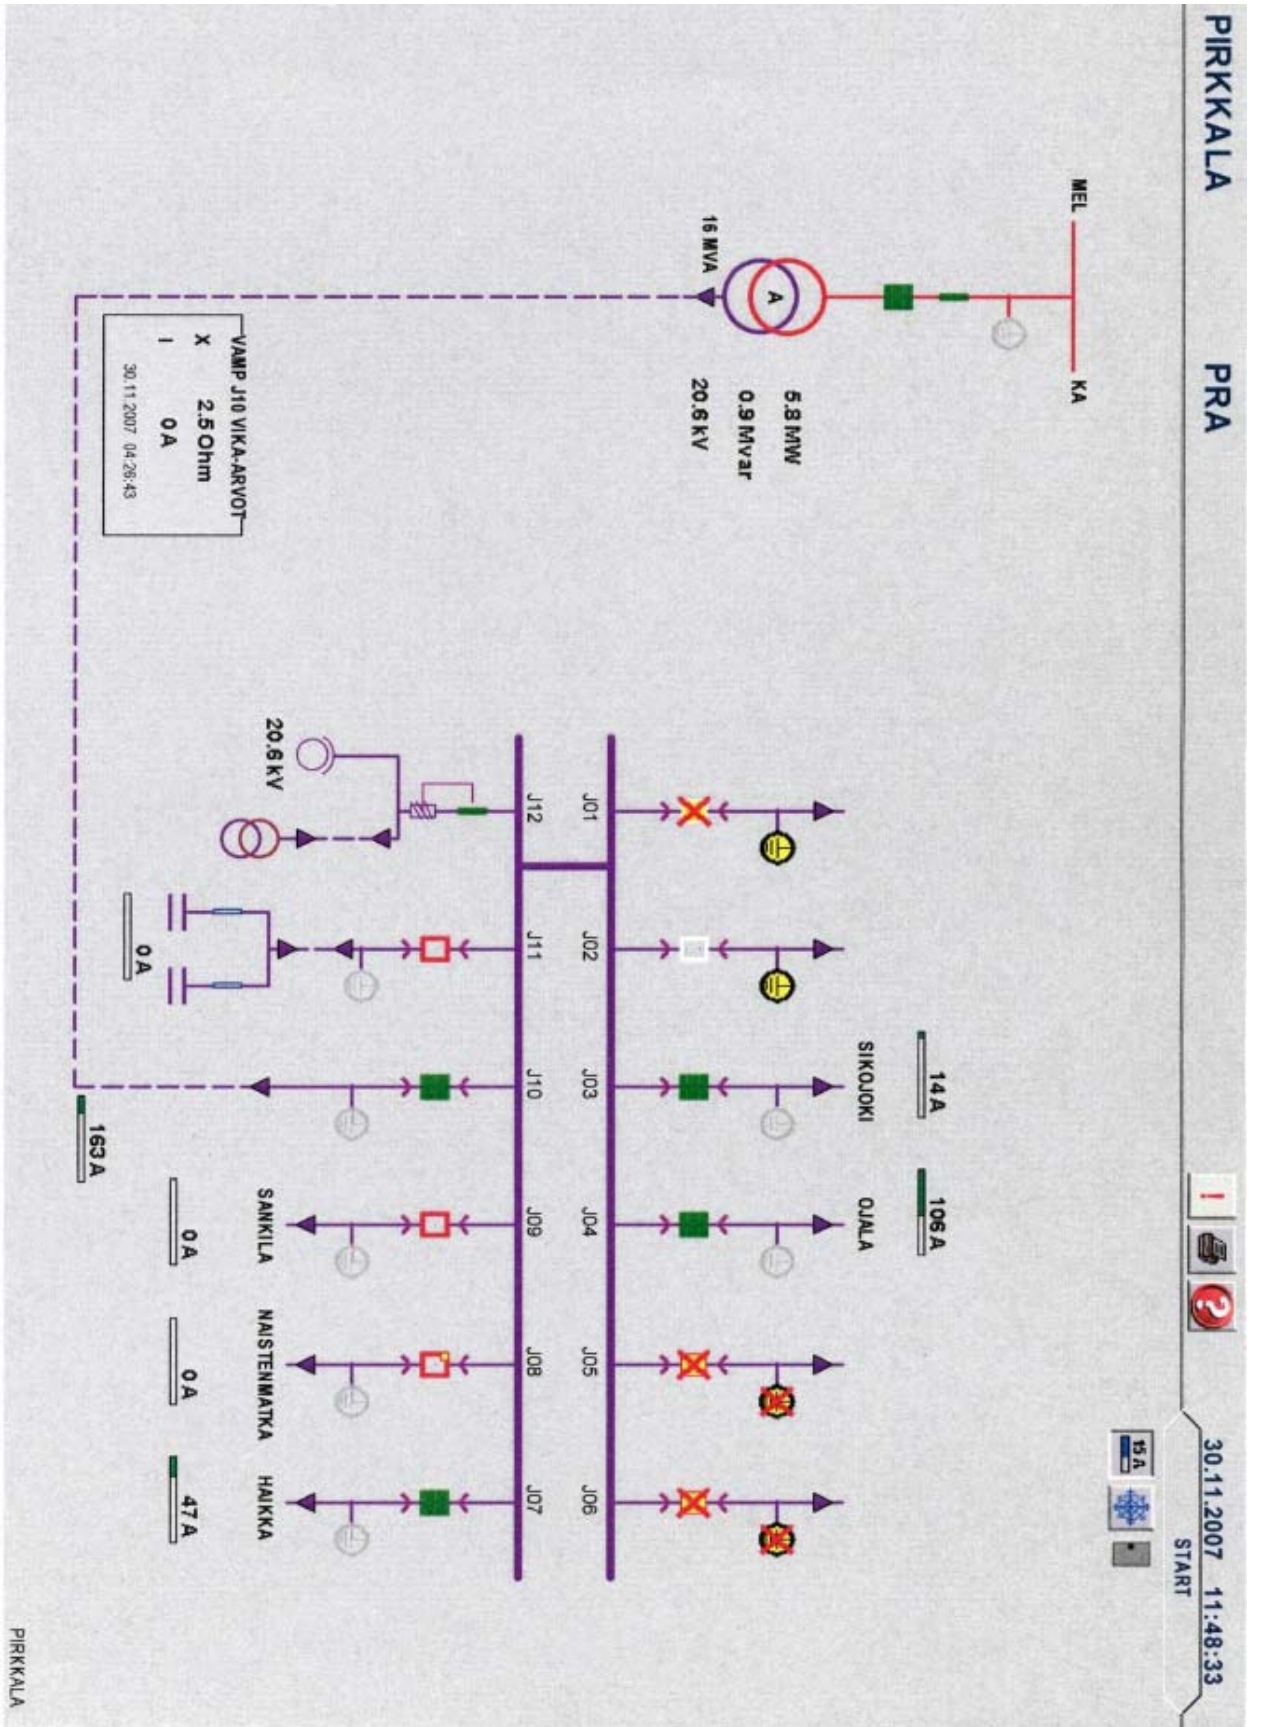 PIRKKALA PRA
30.11.2007 11:48:33
START
!
?
15 A
MEL
KA
A
16 MVA
5.8 MW
0.9 Mvar
20.6 kV
14 A
106 A
SIKOJOKI
OJALA
J01
J02
J03
J04
J05
J06
J12
J11
J10
J09
J08
J07
20.6 kV
SANKILA
NAISTENMATKA
HAIKKA
VAMP J10 VIKA-ARVOT
X 2.5 Ohm
I 0 A
30.11.2007 04:26:43
0 A
163 A
0 A
0 A
47 A
PIRKKALA